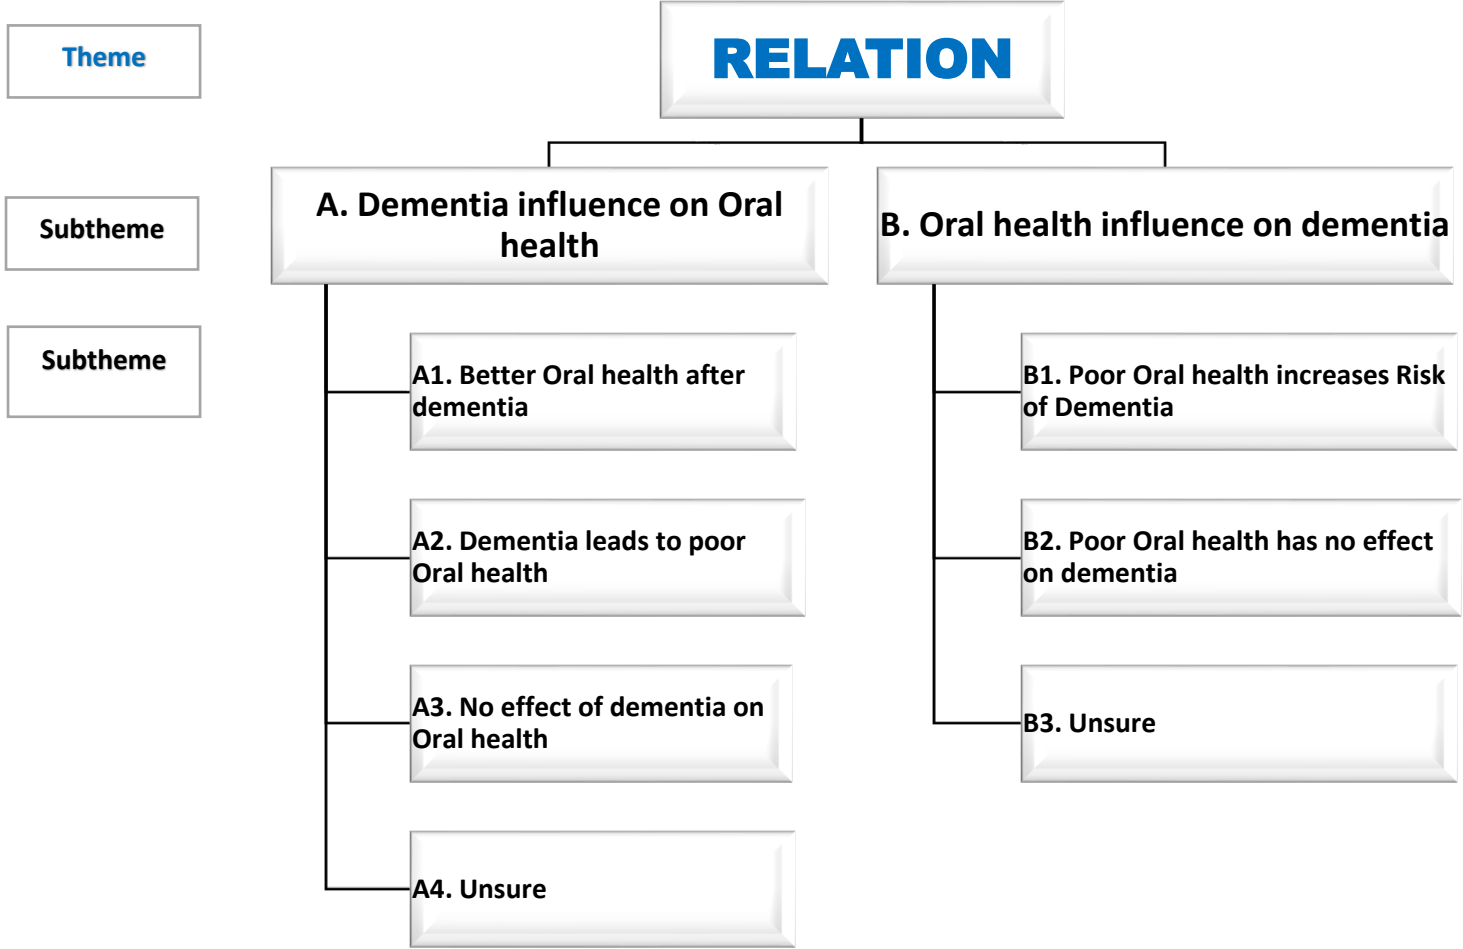 Theme
RELATION
Subtheme
A. Dementia influence on Oral
health
B. Oral health influence on dementia
Subtheme
A1. Better Oral health after
dementia
A2. Dementia leads to poor
Oral health
A3. No effect of dementia on
Oral health
A4. Unsure
B1. Poor Oral health increases Risk
of Dementia
B2. Poor Oral health has no effect
on dementia
B3. Unsure